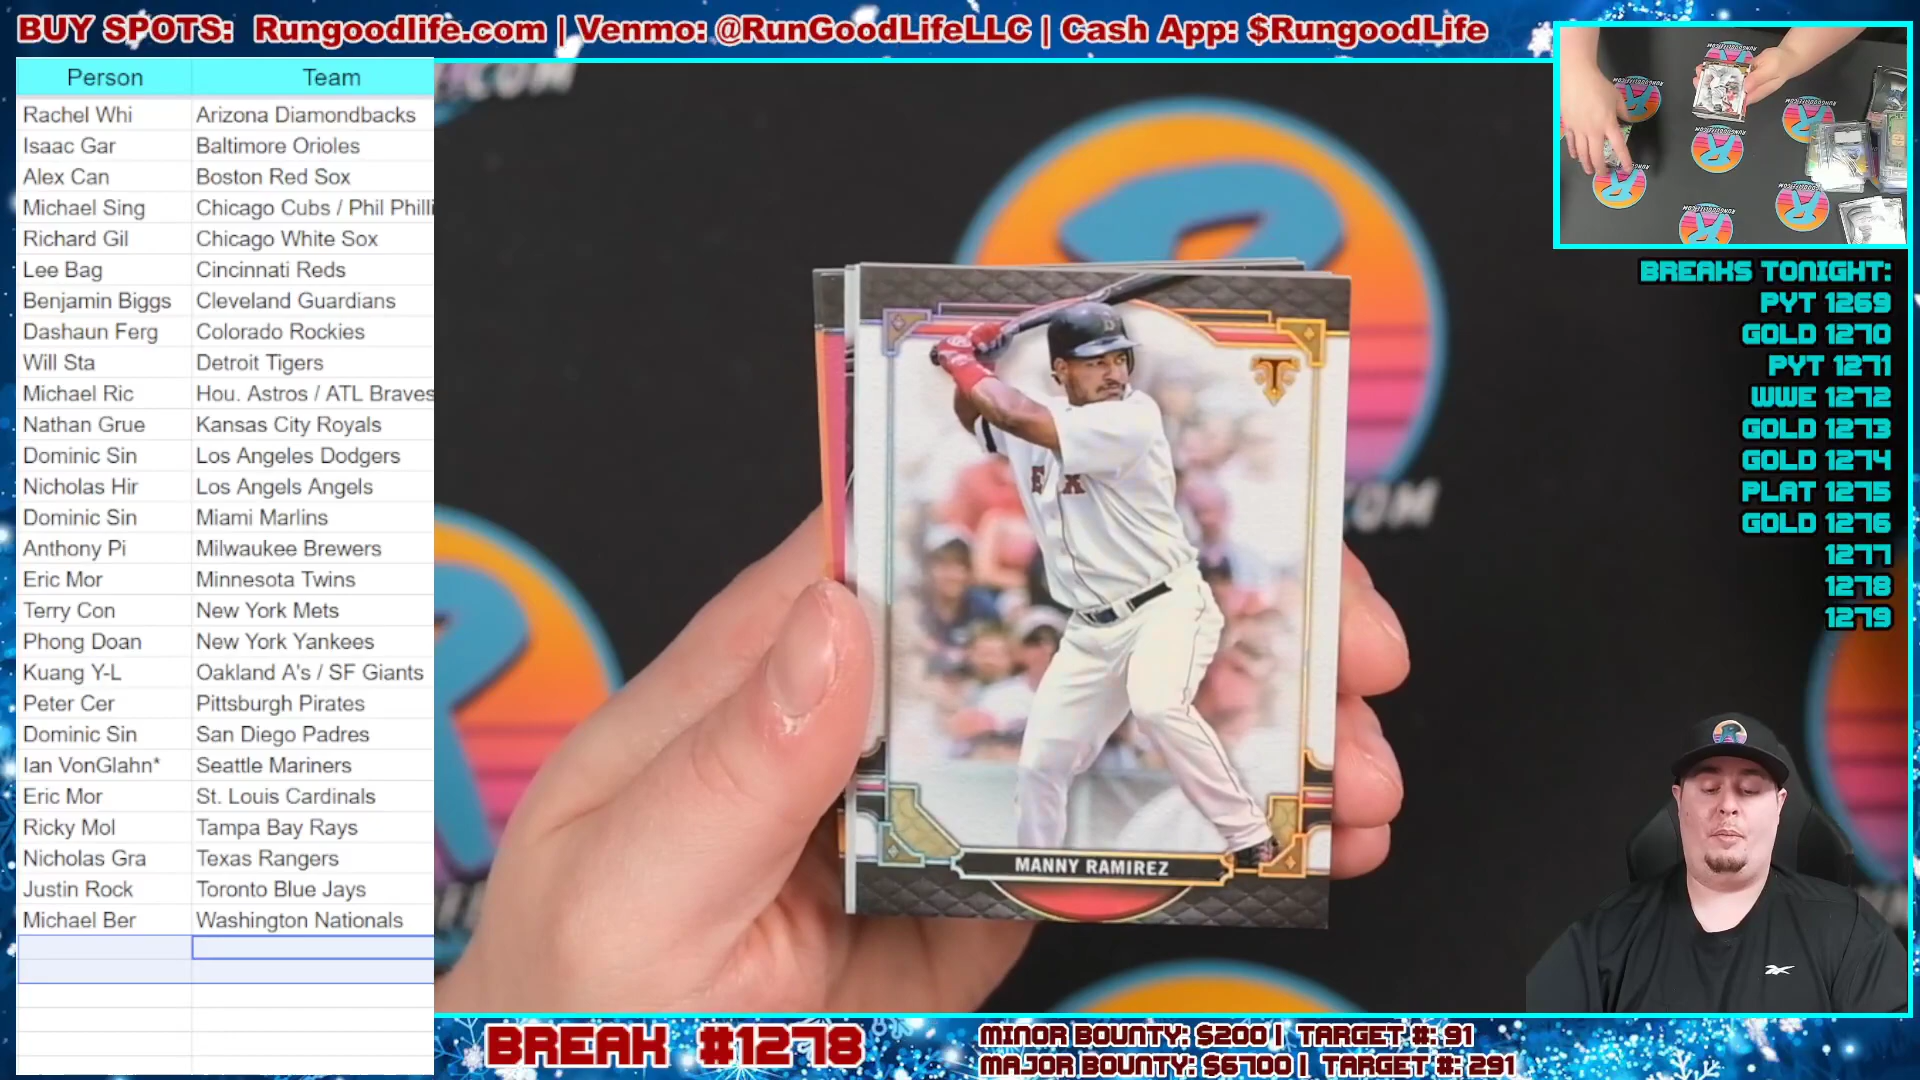 BUY SPOTS: Rungoodlife.com | Venmo: @RunGoodLifeLLC | Cash App: $RungoodLife
Person Team
Rachel Whi Arizona Diamondbacks
Isaac Gar Baltimore Orioles
Alex Can Boston Red Sox
Michael Sing Chicago Cubs / Phil Philli
Richard Gil Chicago White Sox
Lee Bag Cincinnati Reds
Benjamin Biggs Cleveland Guardians
Dashaun Ferg Colorado Rockies
Will Sta Detroit Tigers
Michael Ric Hou. Astros / ATL Braves
Nathan Grue Kansas City Royals
Dominic Sin Los Angeles Dodgers
Nicholas Hir Los Angels Angels
Dominic Sin Miami Marlins
Anthony Pi Milwaukee Brewers
Eric Mor Minnesota Twins
Terry Con New York Mets
Phong Doan New York Yankees
Kuang Y-L Oakland A's / SF Giants
Peter Cer Pittsburgh Pirates
Dominic Sin San Diego Padres
Ian VonGlahn* Seattle Mariners
Eric Mor St. Louis Cardinals
Ricky Mol Tampa Bay Rays
Nicholas Gra Texas Rangers
Justin Rock Toronto Blue Jays
Michael Ber Washington Nationals
.COM
COM
MANNY RAMIREZ
BREAKS TONIGHT:
PYT 1269
GOLD 1270
PYT 1271
WWE 1272
GOLD 1273
GOLD 1274
PLAT 1275
GOLD 1276
1277
1278
1279
BREAK #1278
MINOR BOUNTY: $200 | TARGET #: 91
MAJOR BOUNTY: $6700 | TARGET #: 291